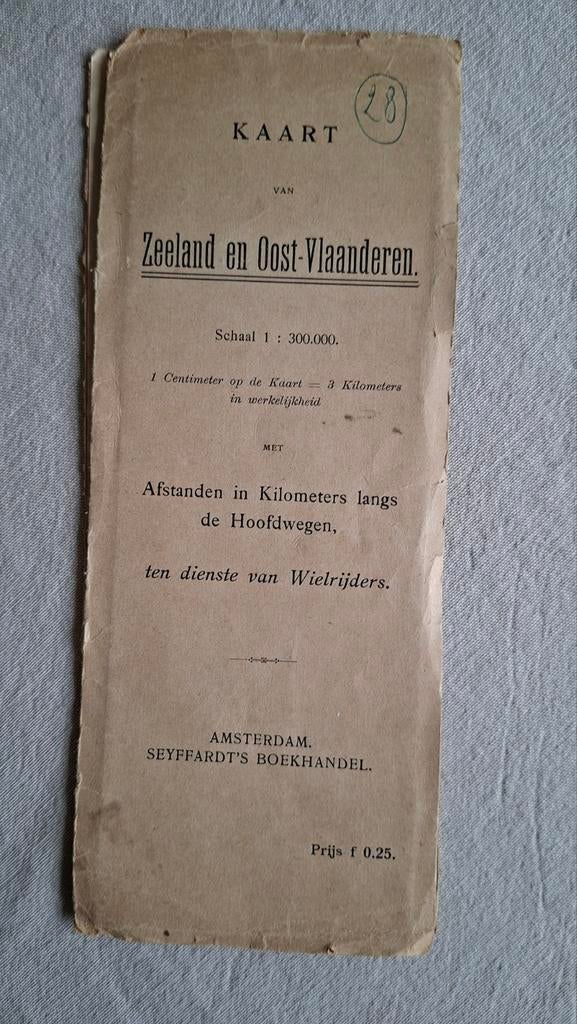 28
KAART
VAN
Zeeland en Oost-Vlaanderen.
Schaal 1 : 300.000.
1 Centimeter op de Kaart = 3 Kilometers
in werkelijkheid
MET
Afstanden in Kilometers langs
de Hoofdwegen,
ten dienste van Wielrijders.
AMSTERDAM.
SEYFFARDT'S BOEKHANDEL.
Prijs f 0.25.